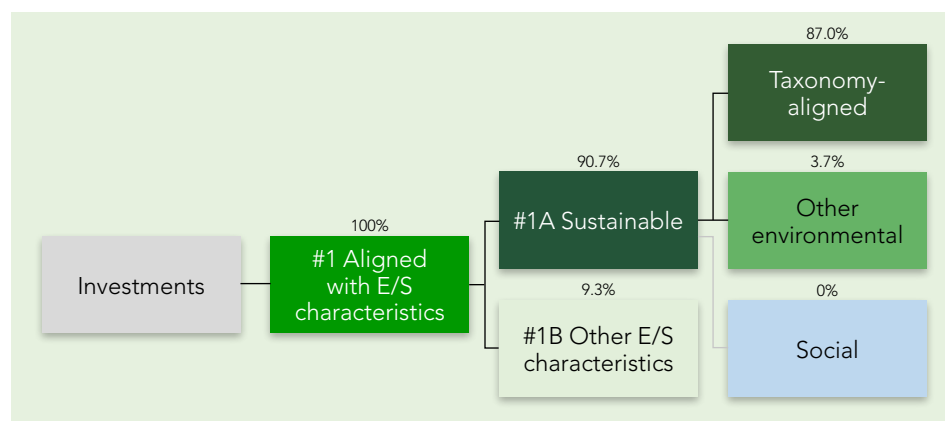 87.0%
Taxonomy-
aligned
90.7%
3.7%
#1A Sustainable
Other
environmental
100%
#1 Aligned
with E/S
characteristics
Investments
9.3%
0%
#1B Other E/S
characteristics
Social